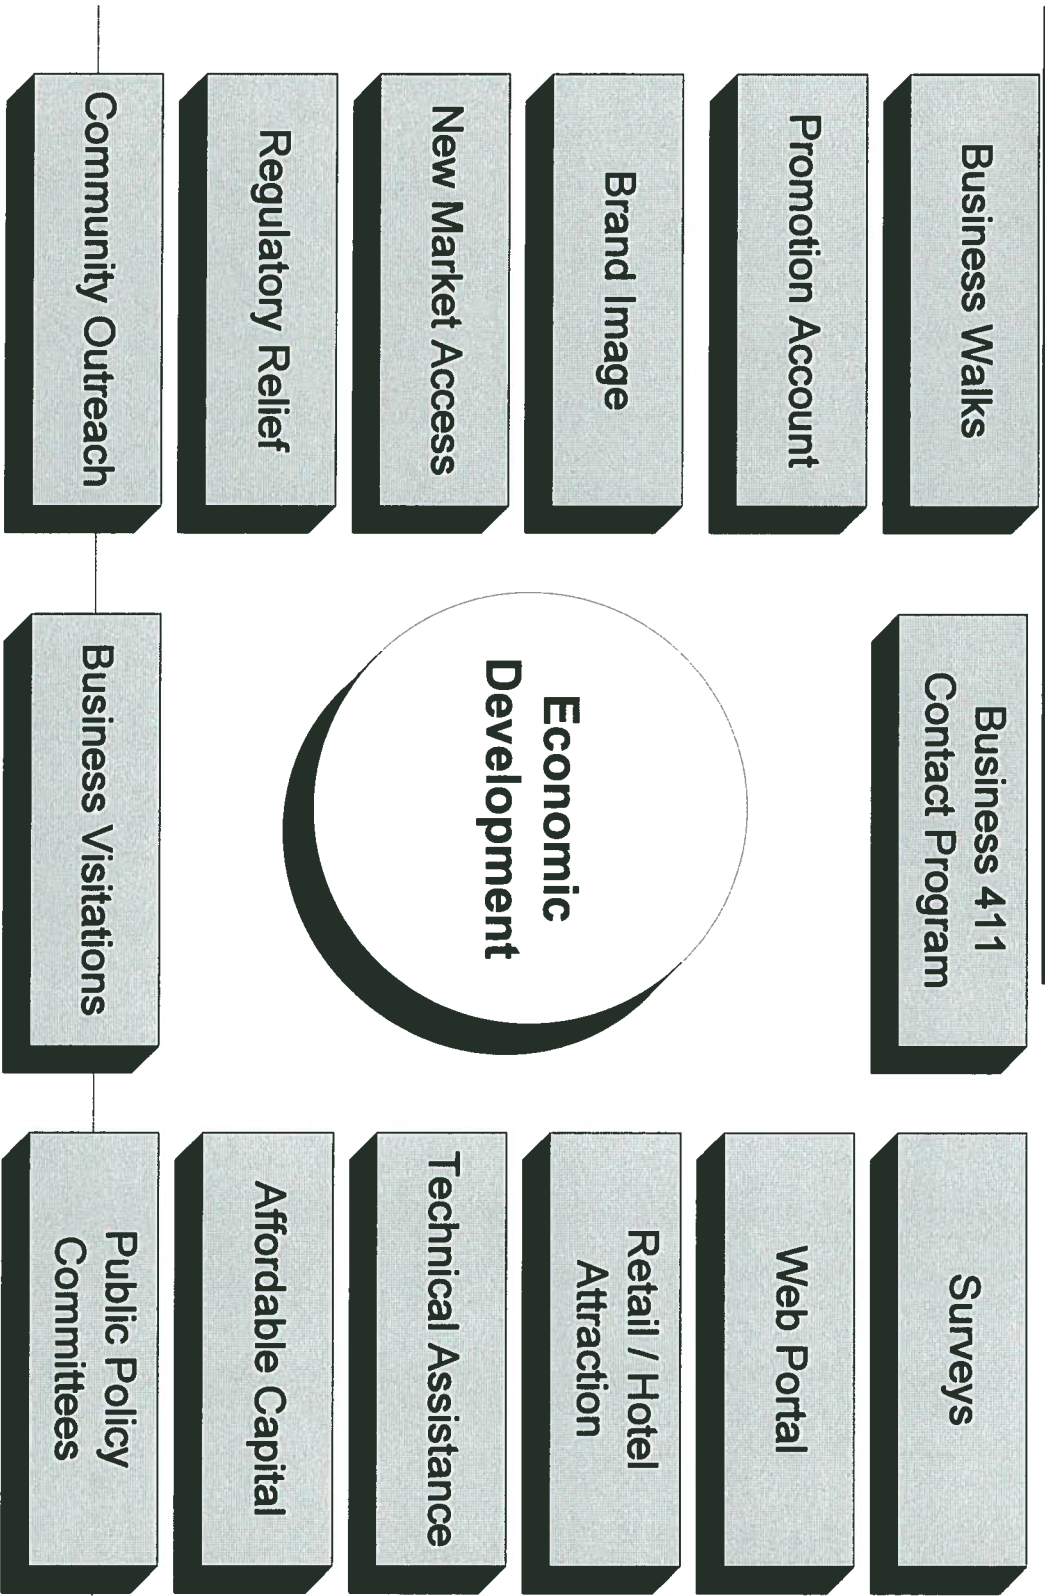 Business Walks
Business 411
Contact Program
Surveys
Promotion Account
Web Portal
Brand Image
Economic
Development
Retail / Hotel
Attraction
New Market Access
Technical Assistance
Regulatory Relief
Affordable Capital
Community Outreach
Business Visitations
Public Policy
Committees